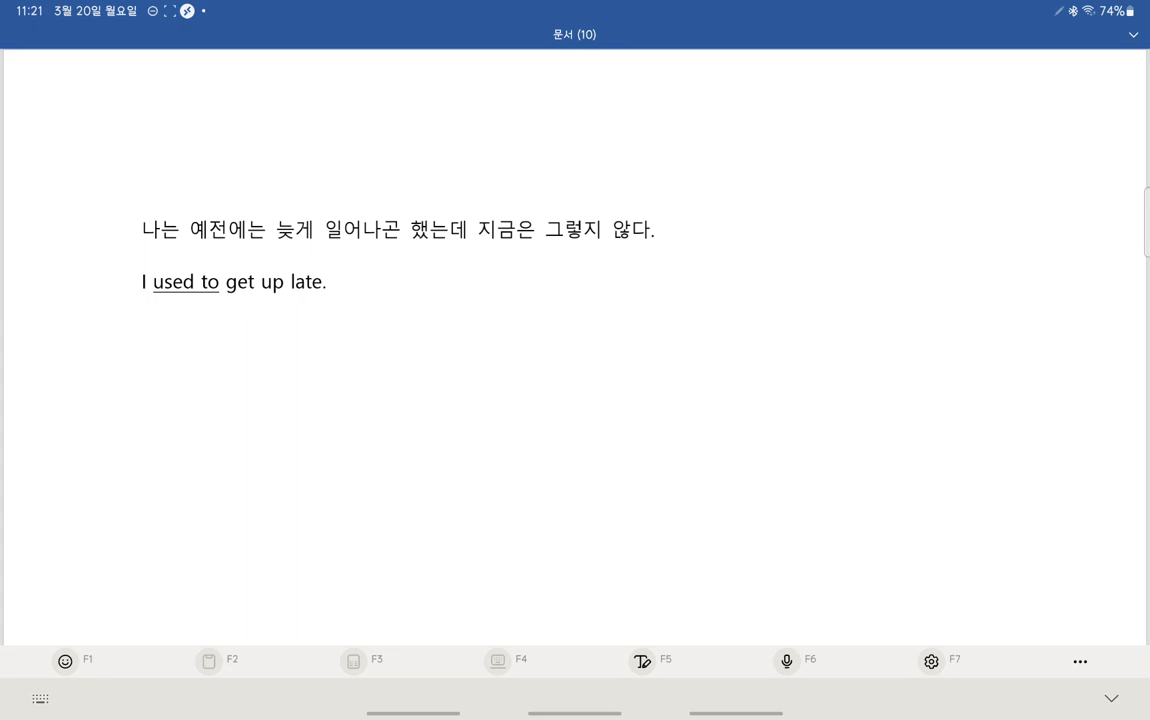 11:21 3월 20일 월요일
74%
문서 (10)
나는 예전에는 늦게 일어나곤 했는데 지금은 그렇지 않다.
I used to get up late.
F1 F2 F3 F4 F5 F6 F7